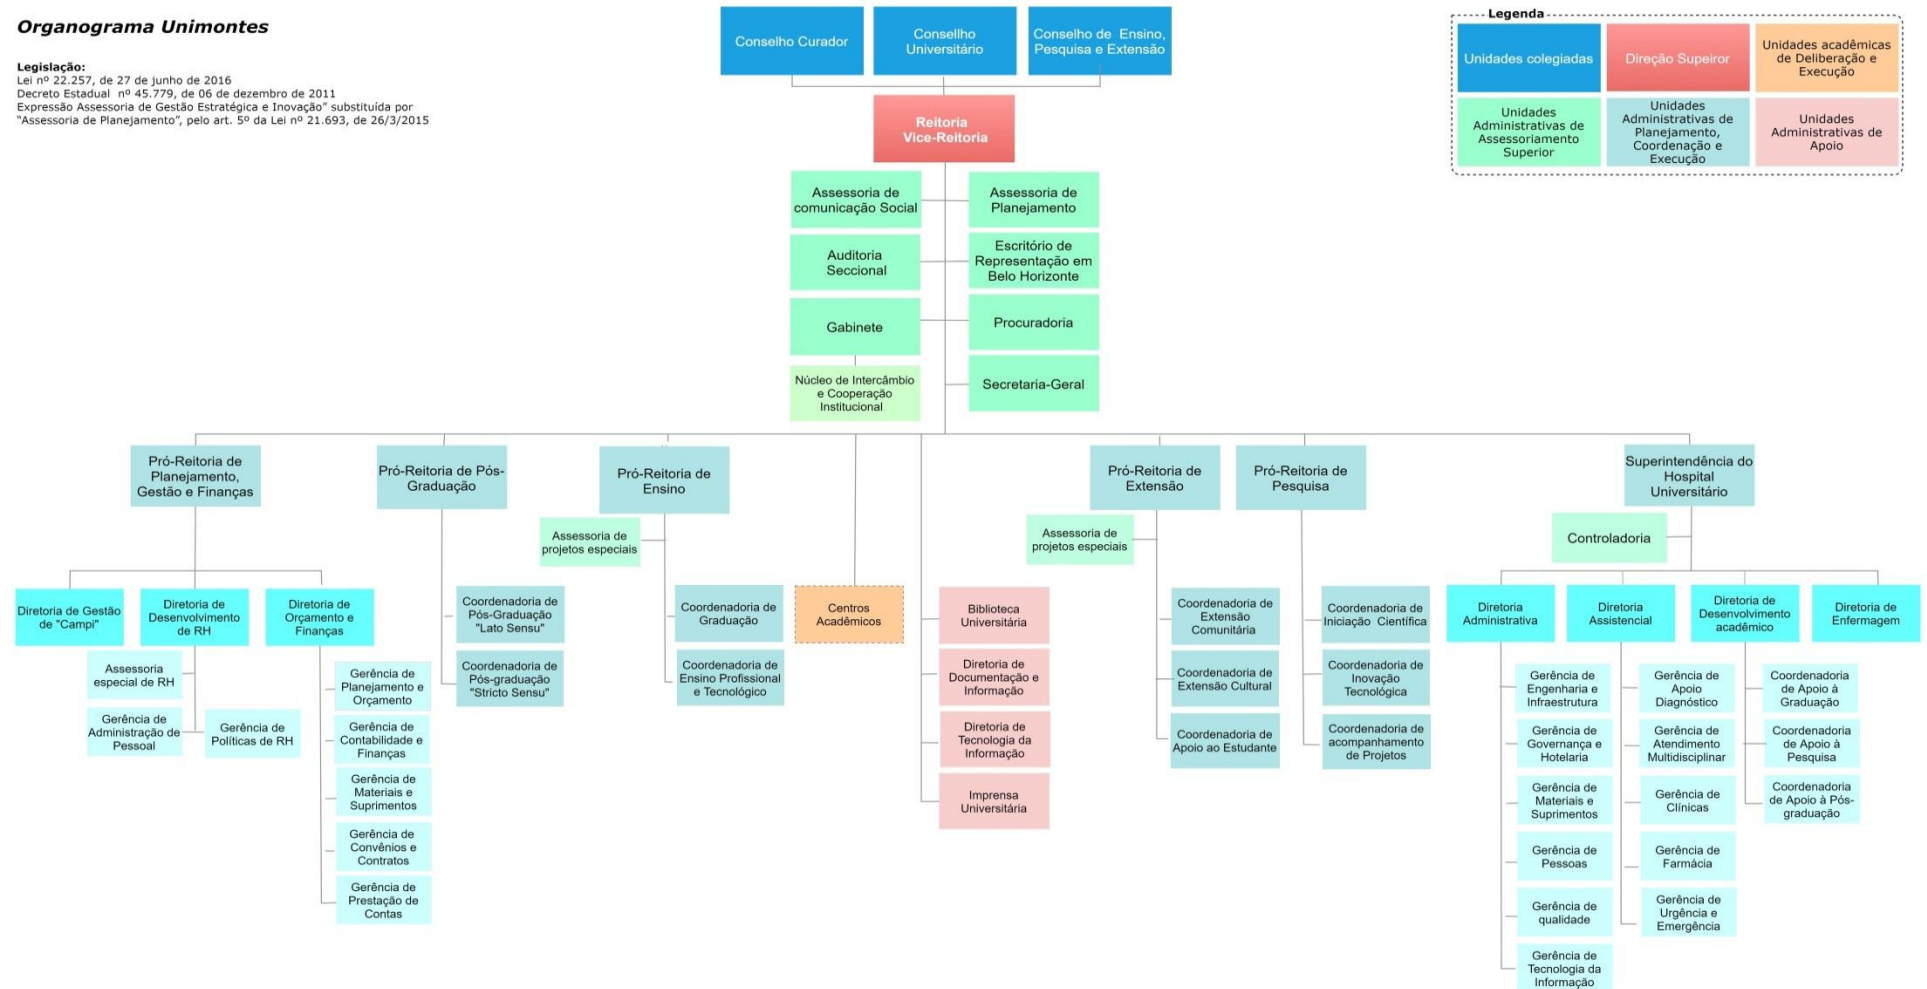 Organograma Unimontes
Legislação:
Lei nº 22.257, de 27 de junho de 2016
Decreto Estadual nº 45.779, de 06 de dezembro de 2011
Expressão Assessoria de Gestão Estratégica e Inovação" substituída por
"Assessoria de Planejamento", pelo art. 5º da Lei nº 21.693, de 26/3/2015
Conselho Curador
Consellho
Universitário
Conselho de Ensino,
Pesquisa e Extensão
Legenda
Unidades colegiadas
Direção Supeiror
Unidades acadêmicas
de Deliberação e
Execução
Unidades
Administrativas de
Assessoriamento
Superior
Unidades
Administrativas de
Planejamento,
Coordenação e
Execução
Unidades
Administrativas de
Apoio
Reitoria
Vice-Reitoria
Assessoria de
comunicação Social
Assessoria de
Planejamento
Auditoria
Seccional
Escritório de
Representação em
Belo Horizonte
Gabinete
Procuradoria
Núcleo de Intercâmbio
e Cooperação
Institucional
Secretaria-Geral
Pró-Reitoria de
Planejamento,
Gestão e Finanças
Pró-Reitoria de Pós-
Graduação
Pró-Reitoria de
Ensino
Pró-Reitoria de
Extensão
Pró-Reitoria de
Pesquisa
Superintendência do
Hospital
Universitário
Assessoria de
projetos especiais
Assessoria de
projetos especiais
Controladoria
Diretoria de Gestão
de "Campi"
Diretoria de
Desenvolvimento
de RH
Diretoria de
Orçamento e
Finanças
Assessoria
especial de RH
Gerência de
Administração de
Pessoal
Gerência de
Políticas de RH
Gerência de
Planejamento e
Orçamento
Gerência de
Contabilidade e
Finanças
Gerência de
Materiais e
Suprimentos
Gerência de
Convênios e
Contratos
Gerência de
Prestação de
Contas
Coordenadoria de
Pós-Graduação
"Lato Sensu"
Coordenadoria de
Pós-graduação
"Stricto Sensu"
Coordenadoria de
Graduação
Coordenadoria de
Ensino Profissional
e Tecnológico
Centros
Acadêmicos
Biblioteca
Universitária
Diretoria de
Documentação e
Informação
Diretoria de
Tecnologia da
Informação
Imprensa
Universitária
Coordenadoria de
Extensão
Comunitária
Coordenadoria de
Extensão Cultural
Coordenadoria de
Apoio ao Estudante
Coordenadoria de
Iniciação Científica
Coordenadoria de
Inovação
Tecnológica
Coordenadoria de
acompanhamento
de Projetos
Diretoria
Administrativa
Diretoria
Assistencial
Diretoria de
Desenvolvimento
acadêmico
Diretoria de
Enfermagem
Gerência de
Engenharia e
Infraestrutura
Gerência de
Governança e
Hotelaria
Gerência de
Materiais e
Suprimentos
Gerência de
Pessoas
Gerência de
qualidade
Gerência de
Tecnologia da
Informação
Gerência de
Apoio
Diagnóstico
Gerência de
Atendimento
Multidisciplinar
Gerência de
Clínicas
Gerência de
Farmácia
Gerência de
Urgência e
Emergência
Coordenadoria
de Apoio à
Graduação
Coordenadoria
de Apoio à
Pesquisa
Coordenadoria
de Apoio à Pós-
graduação